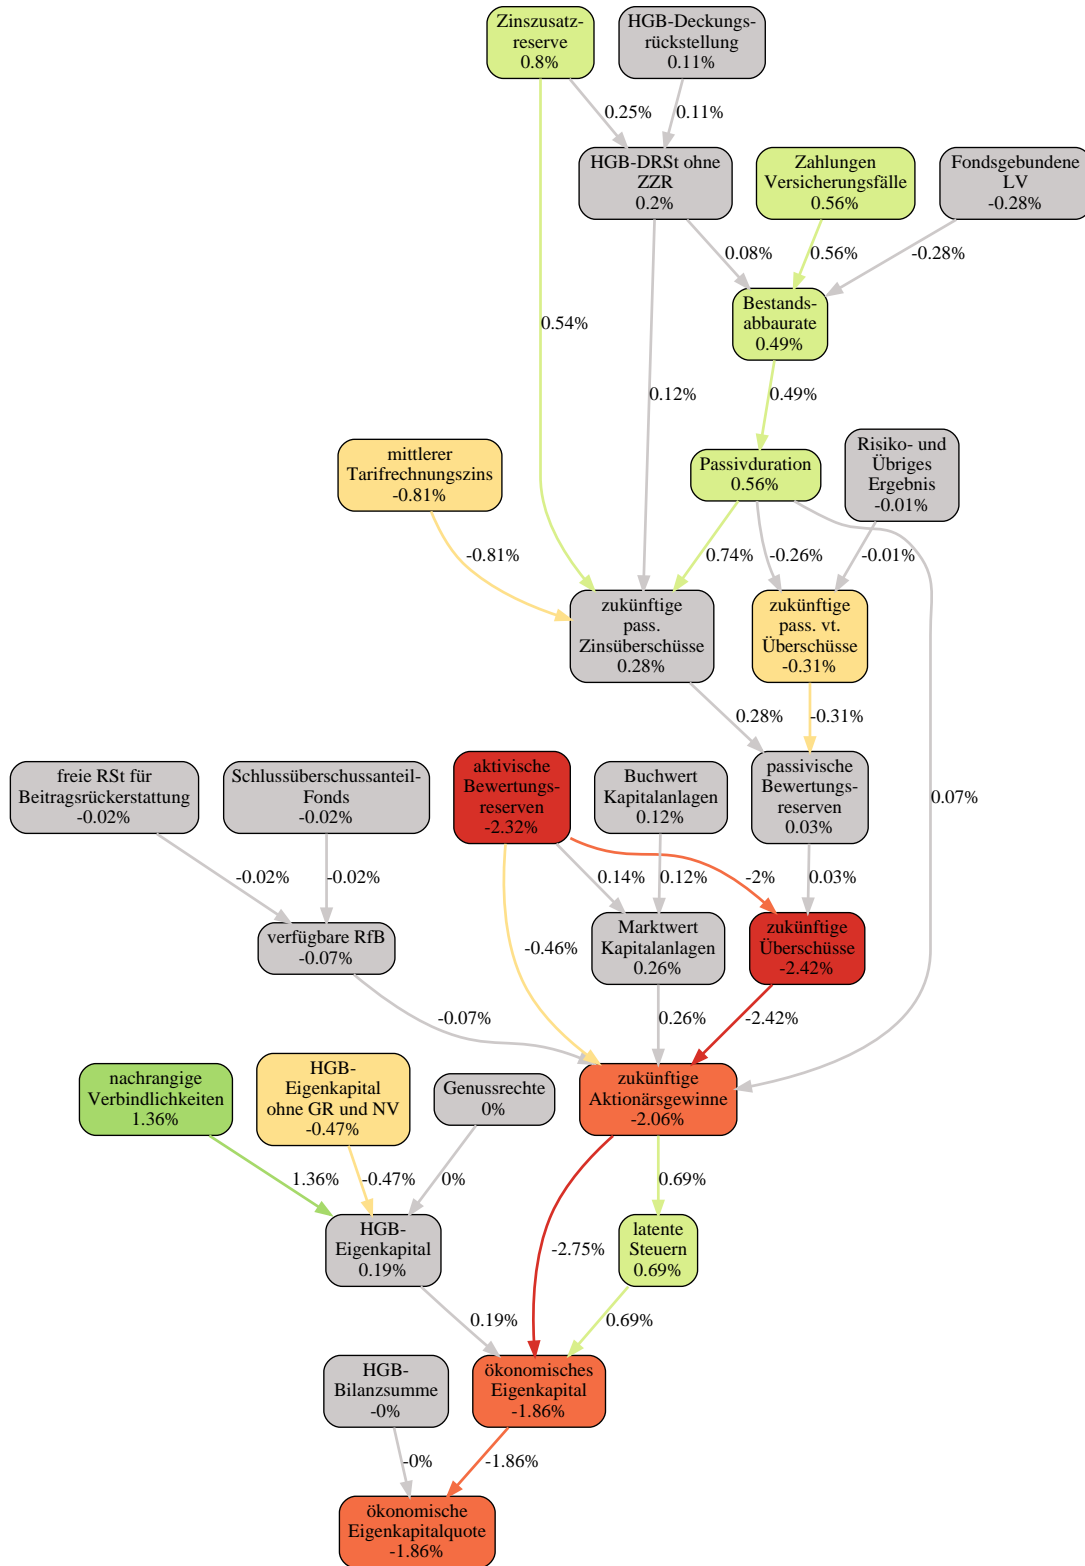 Zinszusatz-
reserve
0.8%
HGB-Deckungs-
rückstellung
0.11%
0.25%
0.11%
HGB-DRSt ohne
ZZR
0.2%
Zahlungen
Versicherungsfälle
0.56%
Fondsgebundene
LV
-0.28%
0.08%
0.56%
-0.28%
Bestands-
abbaurate
0.49%
0.54%
0.12%
0.49%
mittlerer
Tarifrechnungszins
-0.81%
Passivduration
0.56%
Risiko- und
Übriges
Ergebnis
-0.01%
-0.81%
0.74%
-0.26%
-0.01%
zukünftige
pass.
Zinsüberschüsse
0.28%
zukünftige
pass. vt.
Überschüsse
-0.31%
0.28%
-0.31%
0.07%
freie RSt für
Beitragsrückerstattung
-0.02%
Schlussüberschussanteil-
Fonds
-0.02%
aktivische
Bewertungs-
reserven
-2.32%
Buchwert
Kapitalanlagen
0.12%
passivische
Bewertungs-
reserven
0.03%
-0.02%
-0.02%
0.14%
0.12%
-2%
0.03%
verfügbare RfB
-0.07%
-0.46%
Marktwert
Kapitalanlagen
0.26%
zukünftige
Überschüsse
-2.42%
-0.07%
0.26%
-2.42%
nachrangige
Verbindlichkeiten
1.36%
HGB-
Eigenkapital
ohne GR und NV
-0.47%
Genussrechte
0%
zukünftige
Aktionärsgewinne
-2.06%
1.36%
-0.47%
0%
0.69%
HGB-
Eigenkapital
0.19%
-2.75%
latente
Steuern
0.69%
0.19%
0.69%
HGB-
Bilanzsumme
-0%
ökonomisches
Eigenkapital
-1.86%
-0%
-1.86%
ökonomische
Eigenkapitalquote
-1.86%